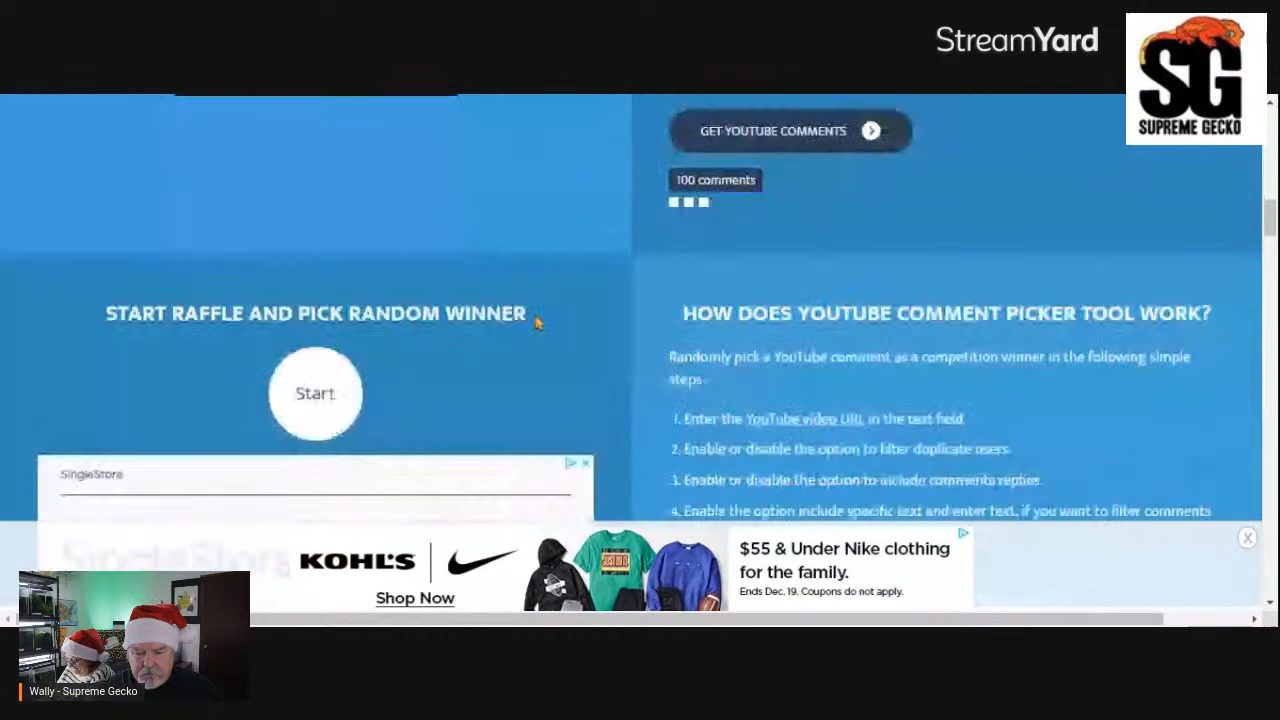 StreamYard
SG
SUPREME GECKO
GET YOUTUBE COMMENTS
100 comments
START RAFFLE AND PICK RANDOM WINNER
Start
HOW DOES YOUTUBE COMMENT PICKER TOOL WORK?
Randomly pick a YouTube comment as a competition winner in the following simple
steps.
1. Enter the YouTube video URL in the text field
2. Enable or disable the option to filter duplicate users.
3. Enable or disable the option to include comments replies.
4. Enable the option include specific text and enter text, if you want to filter comments
SingleStore
SingleStore
KOHL'S
Shop Now
JUST DO IT
$55 & Under Nike clothing
for the family.
Ends Dec. 19. Coupons do not apply.
X
Wally - Supreme Gecko